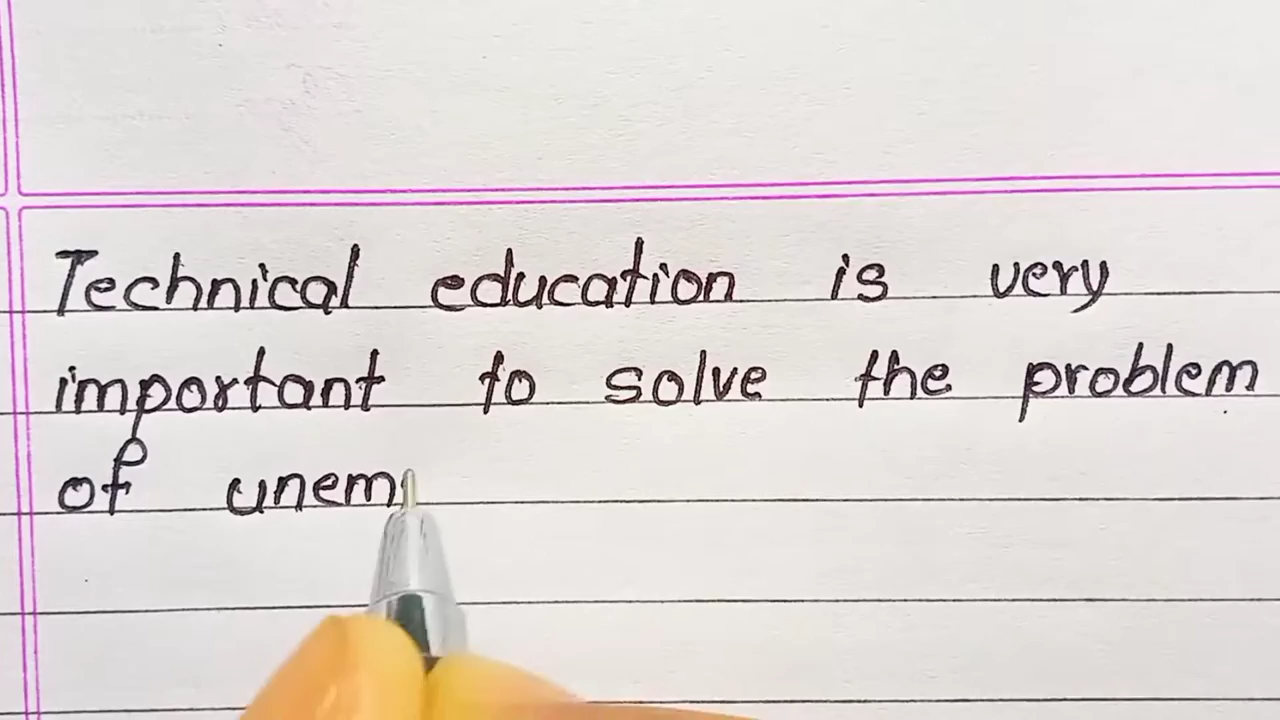 Technical education is very
important to solve the problem
of unem